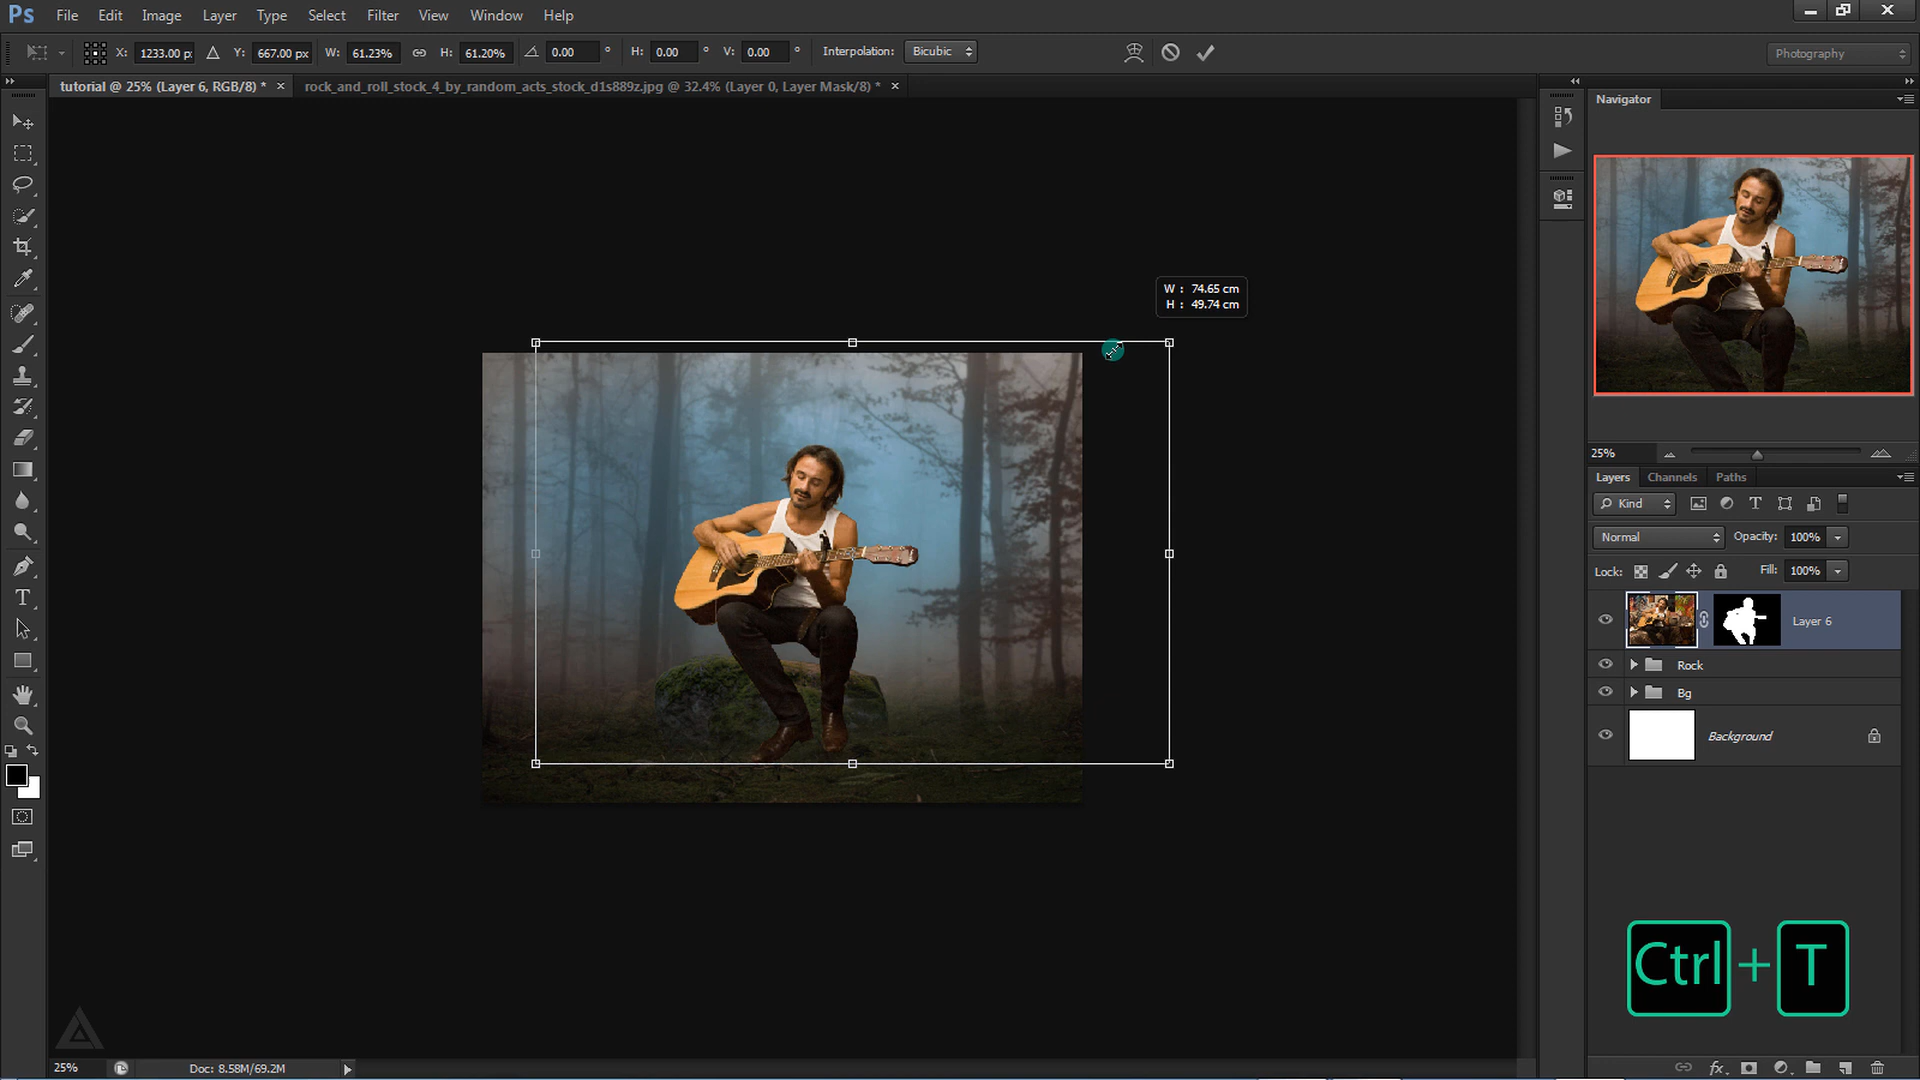 Ps File Edit Image Layer Type Select Filter View Window Help
X: 1233.00 p Y: 667.00 px W: 61.23% H: 61.20% 0.00 ° H: 0.00 ° V: 0.00 ° Interpolation: Bicubic Photography
tutorial @ 25% (Layer 6, RGB/8) * × rock_and_roll_stock_4_by_random_acts_stock_d1s889z.jpg @ 32.4% (Layer 0, Layer Mask/8) * ×
Navigator
W : 74.65 cm
H : 49.74 cm
25%
Layers Channels Paths
Kind
Normal Opacity: 100%
Lock: Fill: 100%
Layer 6
Rock
Bg
Background
Ctrl + T
25% Doc: 8.58M/69.2M
fx